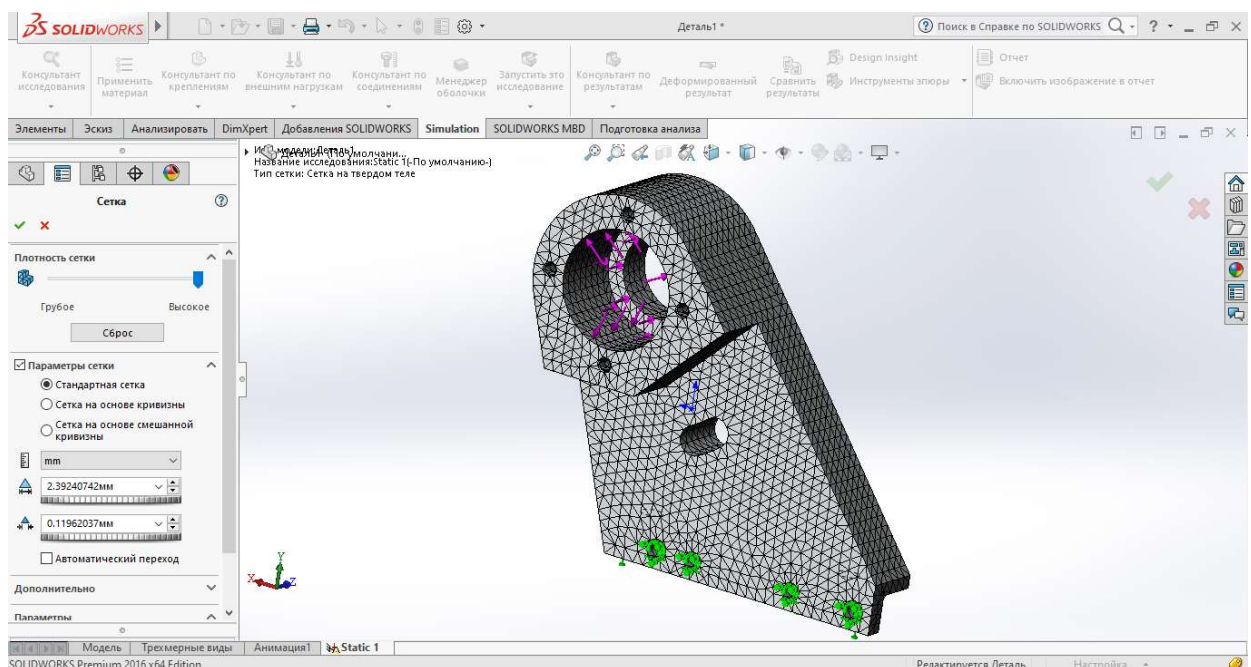 SOLIDWORKS
Деталь1 *
Поиск в Справке по SOLIDWORKS
Консультант исследования
Применить материал
Консультант по креплениям
Консультант по внешним нагрузкам
Консультант по соединениям
Менеджер оболочки
Запустить это исследование
Консультант по результатам
Деформированный результат
Сравнить результаты
Design Insight
Инструменты эпюры
Отчет
Включить изображение в отчет
Элементы Эскиз Анализировать DimXpert Добавления SOLIDWORKS Simulation SOLIDWORKS MBD Подготовка анализа
Название исследования:Static 1(-По умолчанию-)
Тип сетки: Сетка на твердом теле
Сетка
Плотность сетки
Грубое Высокое
Сброс
Параметры сетки
Стандартная сетка
Сетка на основе кривизны
Сетка на основе смешанной
кривизны
mm
2.39240742мм
0.11962037мм
Автоматический переход
Дополнительно
Параметры
Y
X
Z
Модель Трехмерные виды Анимация1 Static 1
SOLIDWORKS Premium 2016 x64 Edition
Редактируется Деталь Настройка